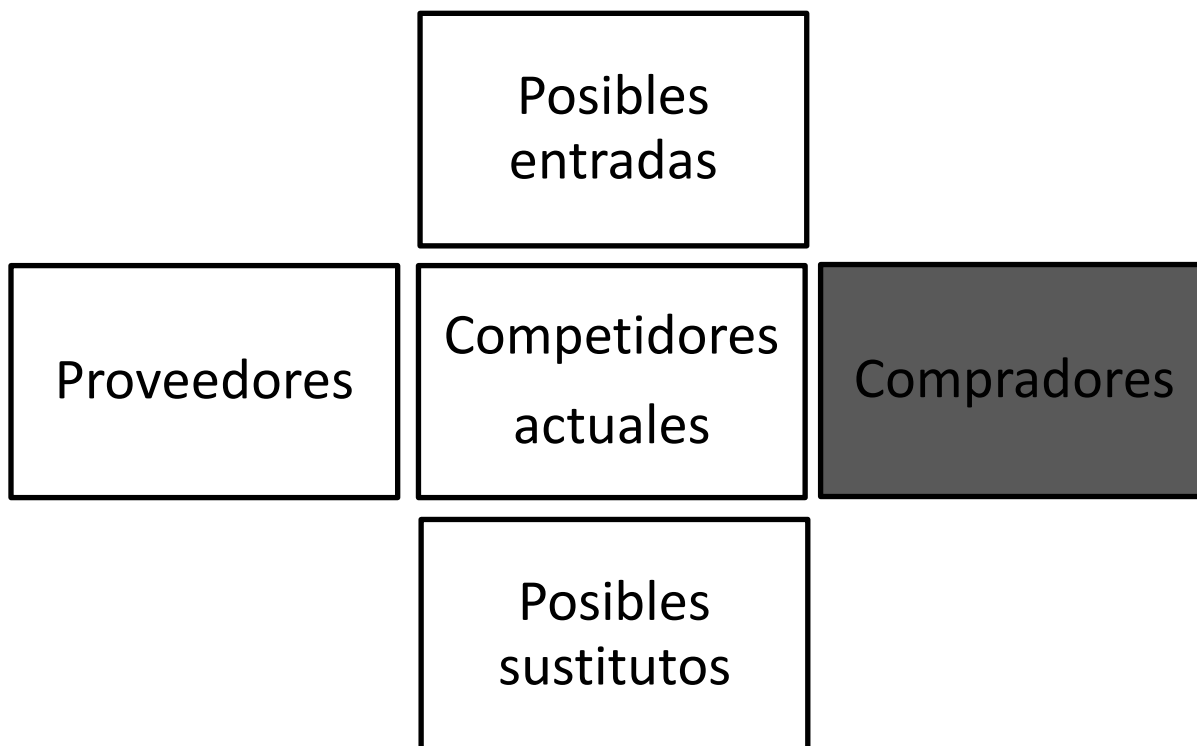 Posibles
entradas
Proveedores
Competidores
actuales
Compradores
Posibles
sustitutos